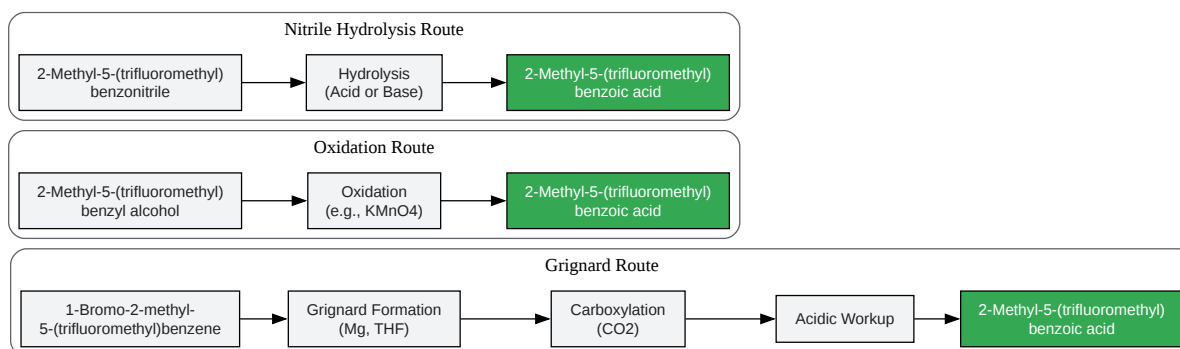 Nitrile Hydrolysis Route
2-Methyl-5-(trifluoromethyl)
benzonitrile
Hydrolysis
(Acid or Base)
2-Methyl-5-(trifluoromethyl)
benzoic acid
Oxidation Route
2-Methyl-5-(trifluoromethyl)
benzyl alcohol
Oxidation
(e.g., KMnO4)
2-Methyl-5-(trifluoromethyl)
benzoic acid
Grignard Route
1-Bromo-2-methyl-
5-(trifluoromethyl)benzene
Grignard Formation
(Mg, THF)
Carboxylation
(CO2)
Acidic Workup
2-Methyl-5-(trifluoromethyl)
benzoic acid